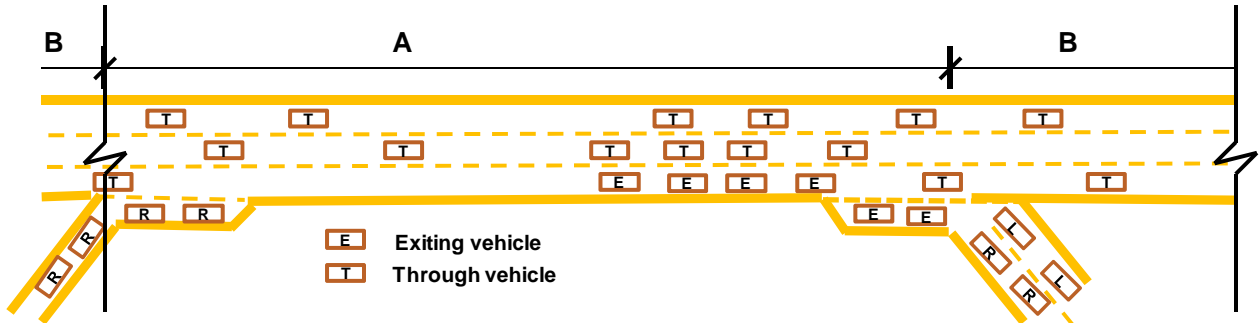 B A B
T T T T T T
T T T T T T
T E E E E T T
R R E E
R L
R R L
R
E Exiting vehicle
T Through vehicle